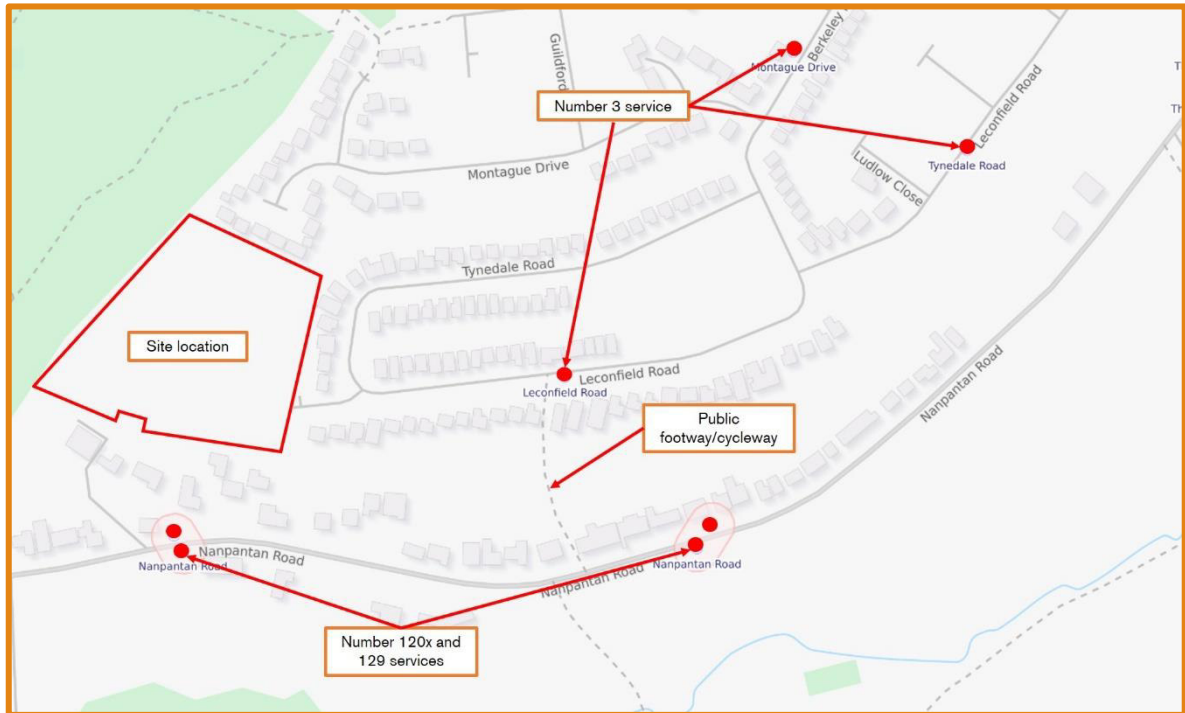 Guildford
Berkeley
Montague Drive
Leconfield Road
Number 3 service
Tynedale Road
Ludlow Close
Montague Drive
Tynedale Road
Site location
Leconfield Road
Leconfield Road
Nanpantan Road
Public
footway/cycleway
Nanpantan Road
Nanpantan Road
Nanpantan Road
Nanpantan Road
Number 120x and
129 services